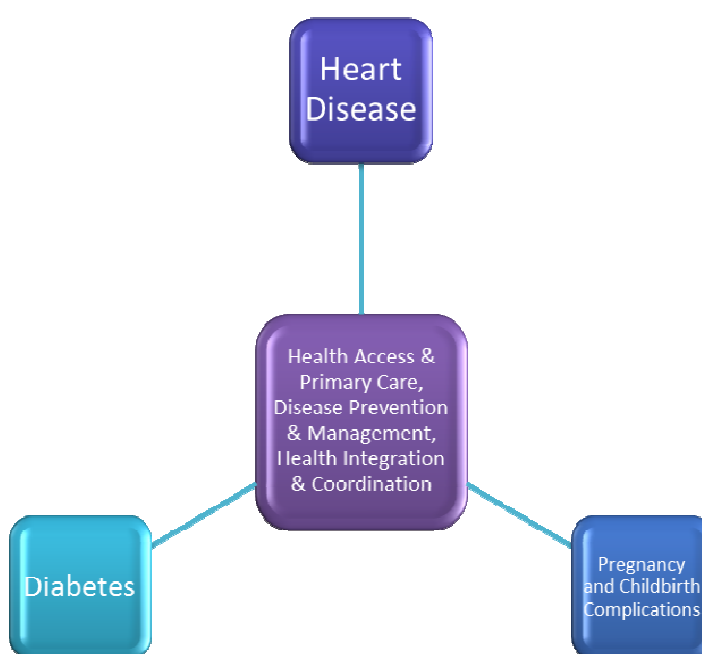 Heart
Disease
Health Access &
Primary Care,
Disease Prevention
& Management,
Health Integration
& Coordination
Diabetes
Pregnancy
and Childbirth
Complications